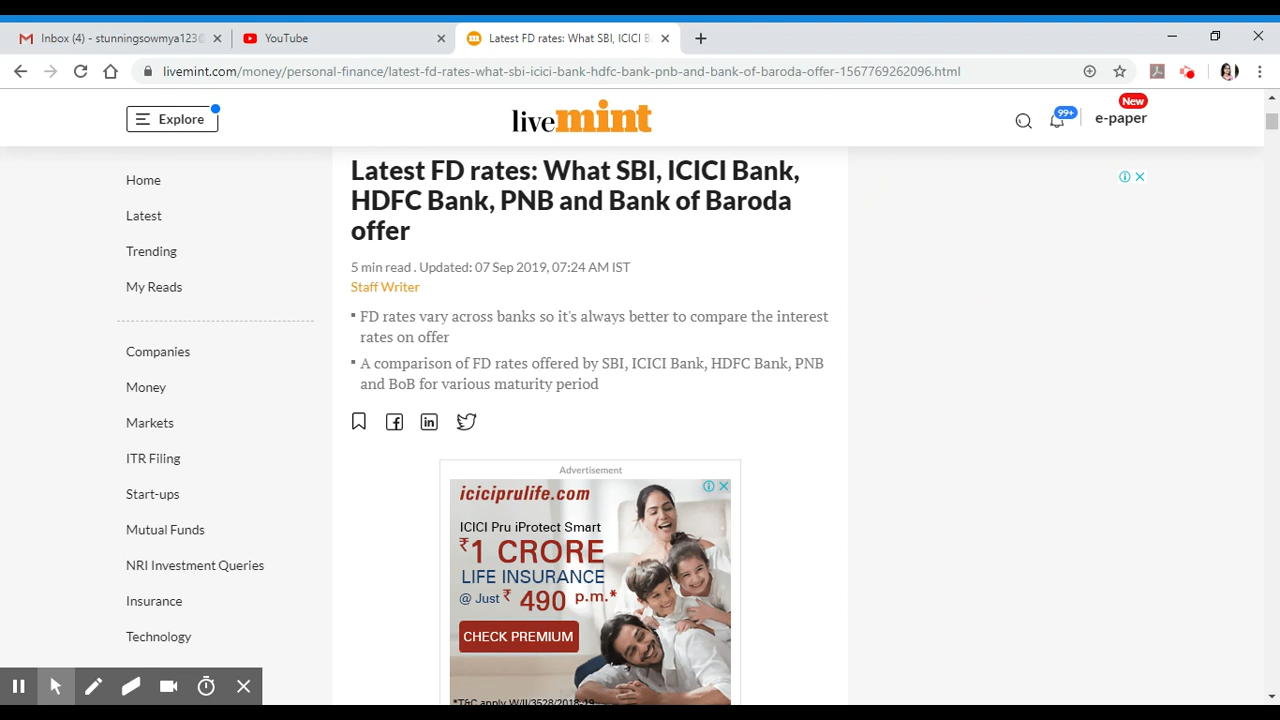 Inbox (4) - stunningsowmya123@
YouTube
Latest FD rates: What SBI, ICICI B
livemint.com/money/personal-finance/latest-fd-rates-what-sbi-icici-bank-hdfc-bank-pnb-and-bank-of-baroda-offer-1567769262096.html
Explore
livemint
99+
New
e-paper
Home
Latest
Trending
My Reads
Companies
Money
Markets
ITR Filing
Start-ups
Mutual Funds
NRI Investment Queries
Insurance
Technology
Latest FD rates: What SBI, ICICI Bank,
HDFC Bank, PNB and Bank of Baroda
offer
5 min read . Updated: 07 Sep 2019, 07:24 AM IST
Staff Writer
▪ FD rates vary across banks so it's always better to compare the interest
rates on offer
▪ A comparison of FD rates offered by SBI, ICICI Bank, HDFC Bank, PNB
and BoB for various maturity period
Advertisement
iciciprulife.com
ICICI Pru iProtect Smart
₹1 CRORE
LIFE INSURANCE
@ Just ₹ 490 p.m.*
CHECK PREMIUM
*T&C apply W/II/3528/2018-19